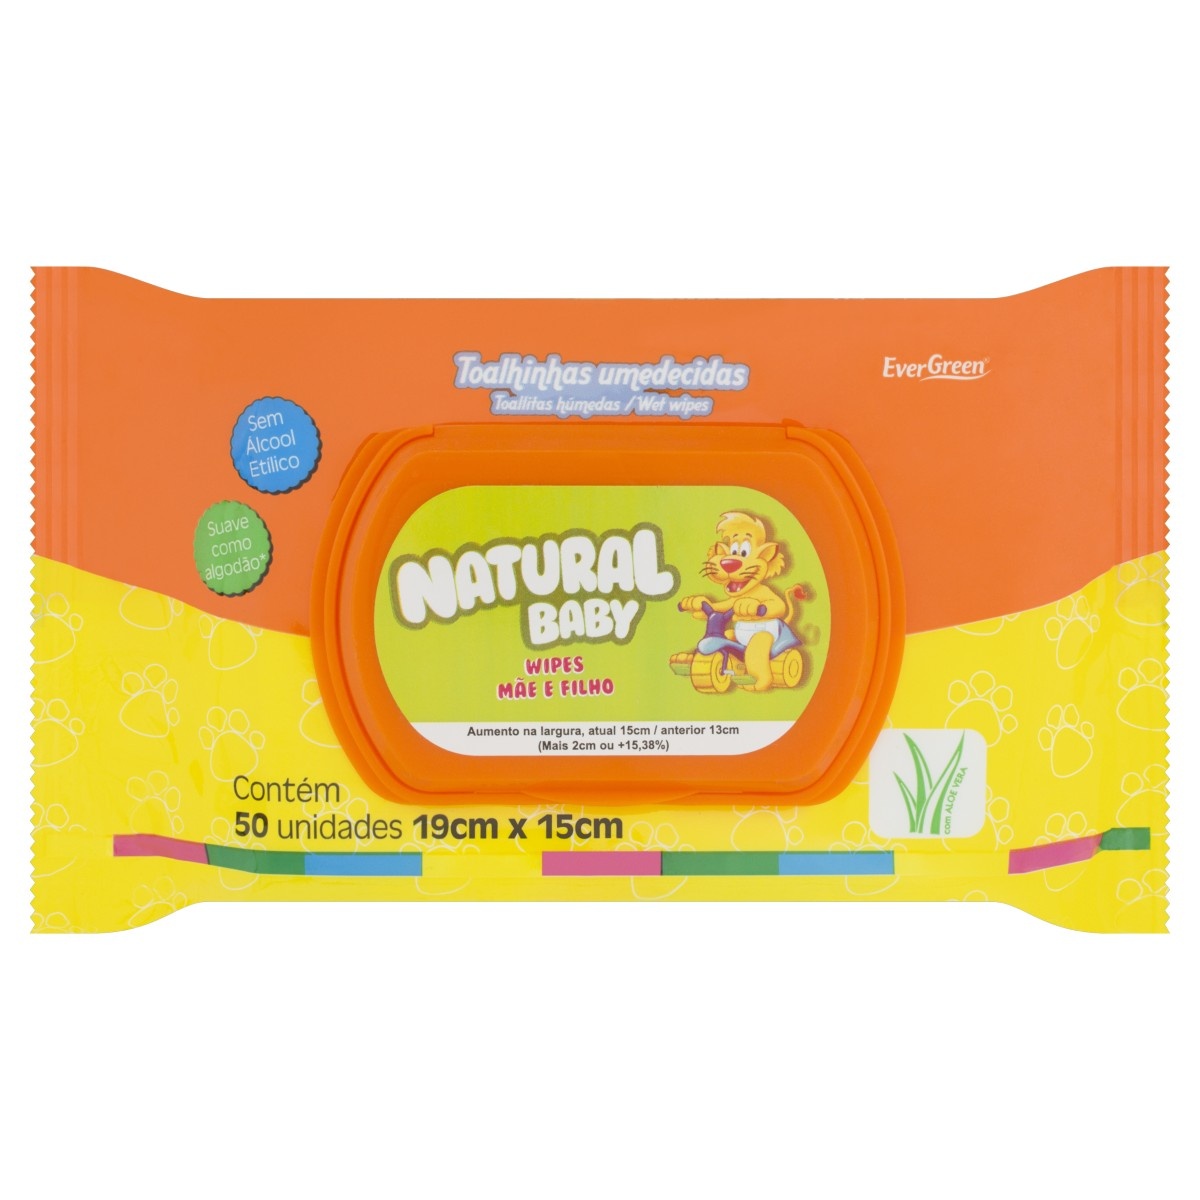 Toalhinhas umedecidas
Toallitas húmedas / Wet wipes
EverGreen®
Sem
Álcool
Etílico
Suave
como
algodão*
NATURAL
BABY
WIPES
MÃE E FILHO
Aumento na largura, atual 15cm / anterior 13cm
(Mais 2cm ou +15,38%)
com ALOE VERA
Contém
50 unidades 19cm x 15cm